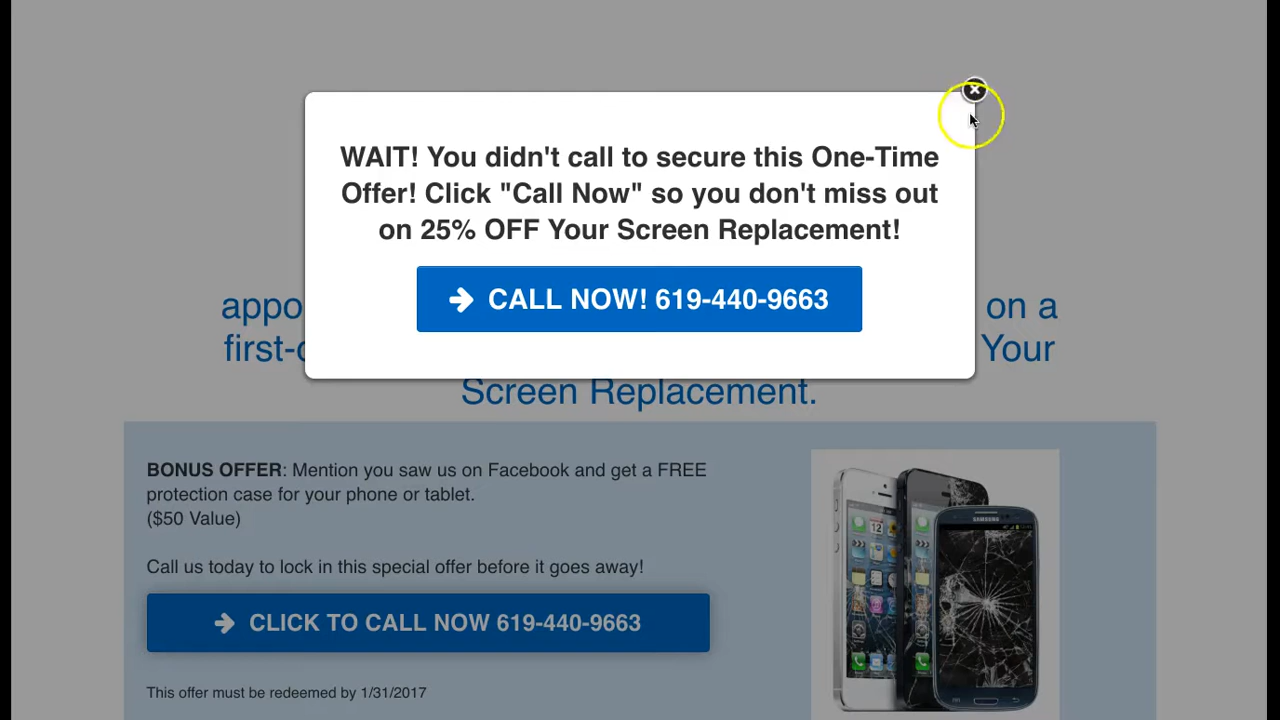 WAIT! You didn't call to secure this One-Time
Offer! Click "Call Now" so you don't miss out
on 25% OFF Your Screen Replacement!
CALL NOW! 619-440-9663
appo on a
first-c Your
Screen Replacement.
BONUS OFFER: Mention you saw us on Facebook and get a FREE
protection case for your phone or tablet.
($50 Value)
Call us today to lock in this special offer before it goes away!
CLICK TO CALL NOW 619-440-9663
This offer must be redeemed by 1/31/2017
SAMSUNG